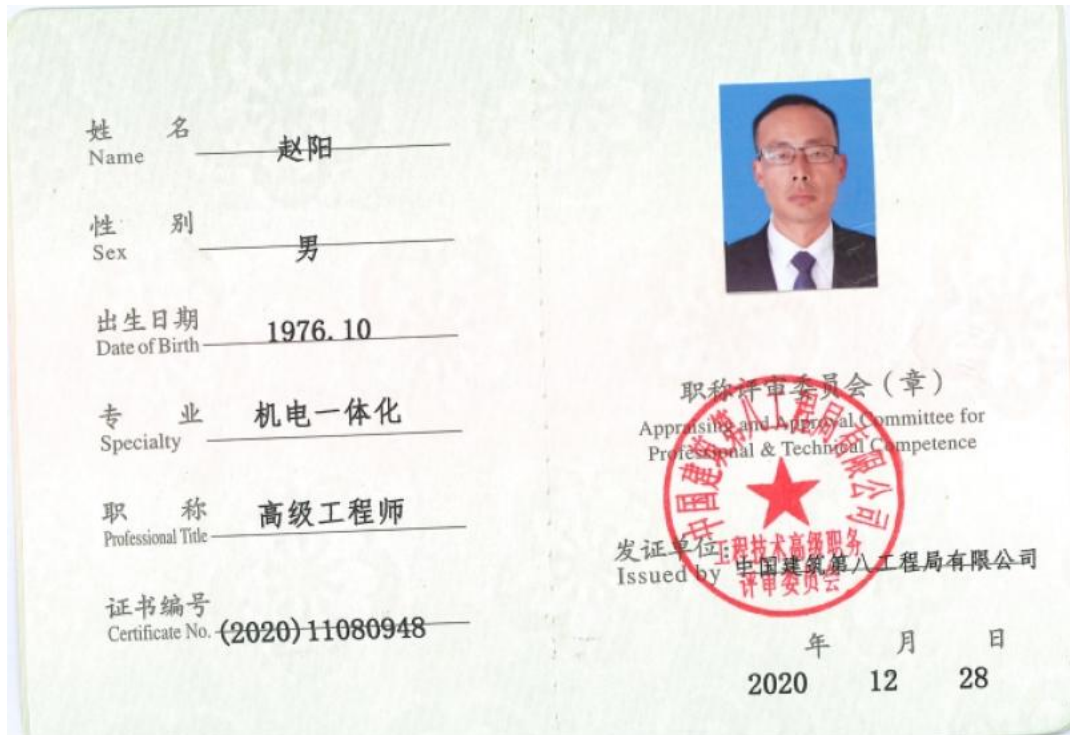 姓 名
Name 赵阳
性 别
Sex 男
出生日期
Date of Birth 1976.10
专 业
Specialty 机电一体化
职 称
Professional Title 高级工程师
证书编号
Certificate No. (2020)11080948
职称评审委员会（章）
Appraising and Approval Committee for
Professional & Technical Competence
中国建筑第八工程局有限公司
工程技术高级职务
评审委员会
发证单位:
Issued by 中国建筑第八工程局有限公司
年 月 日
2020 12 28